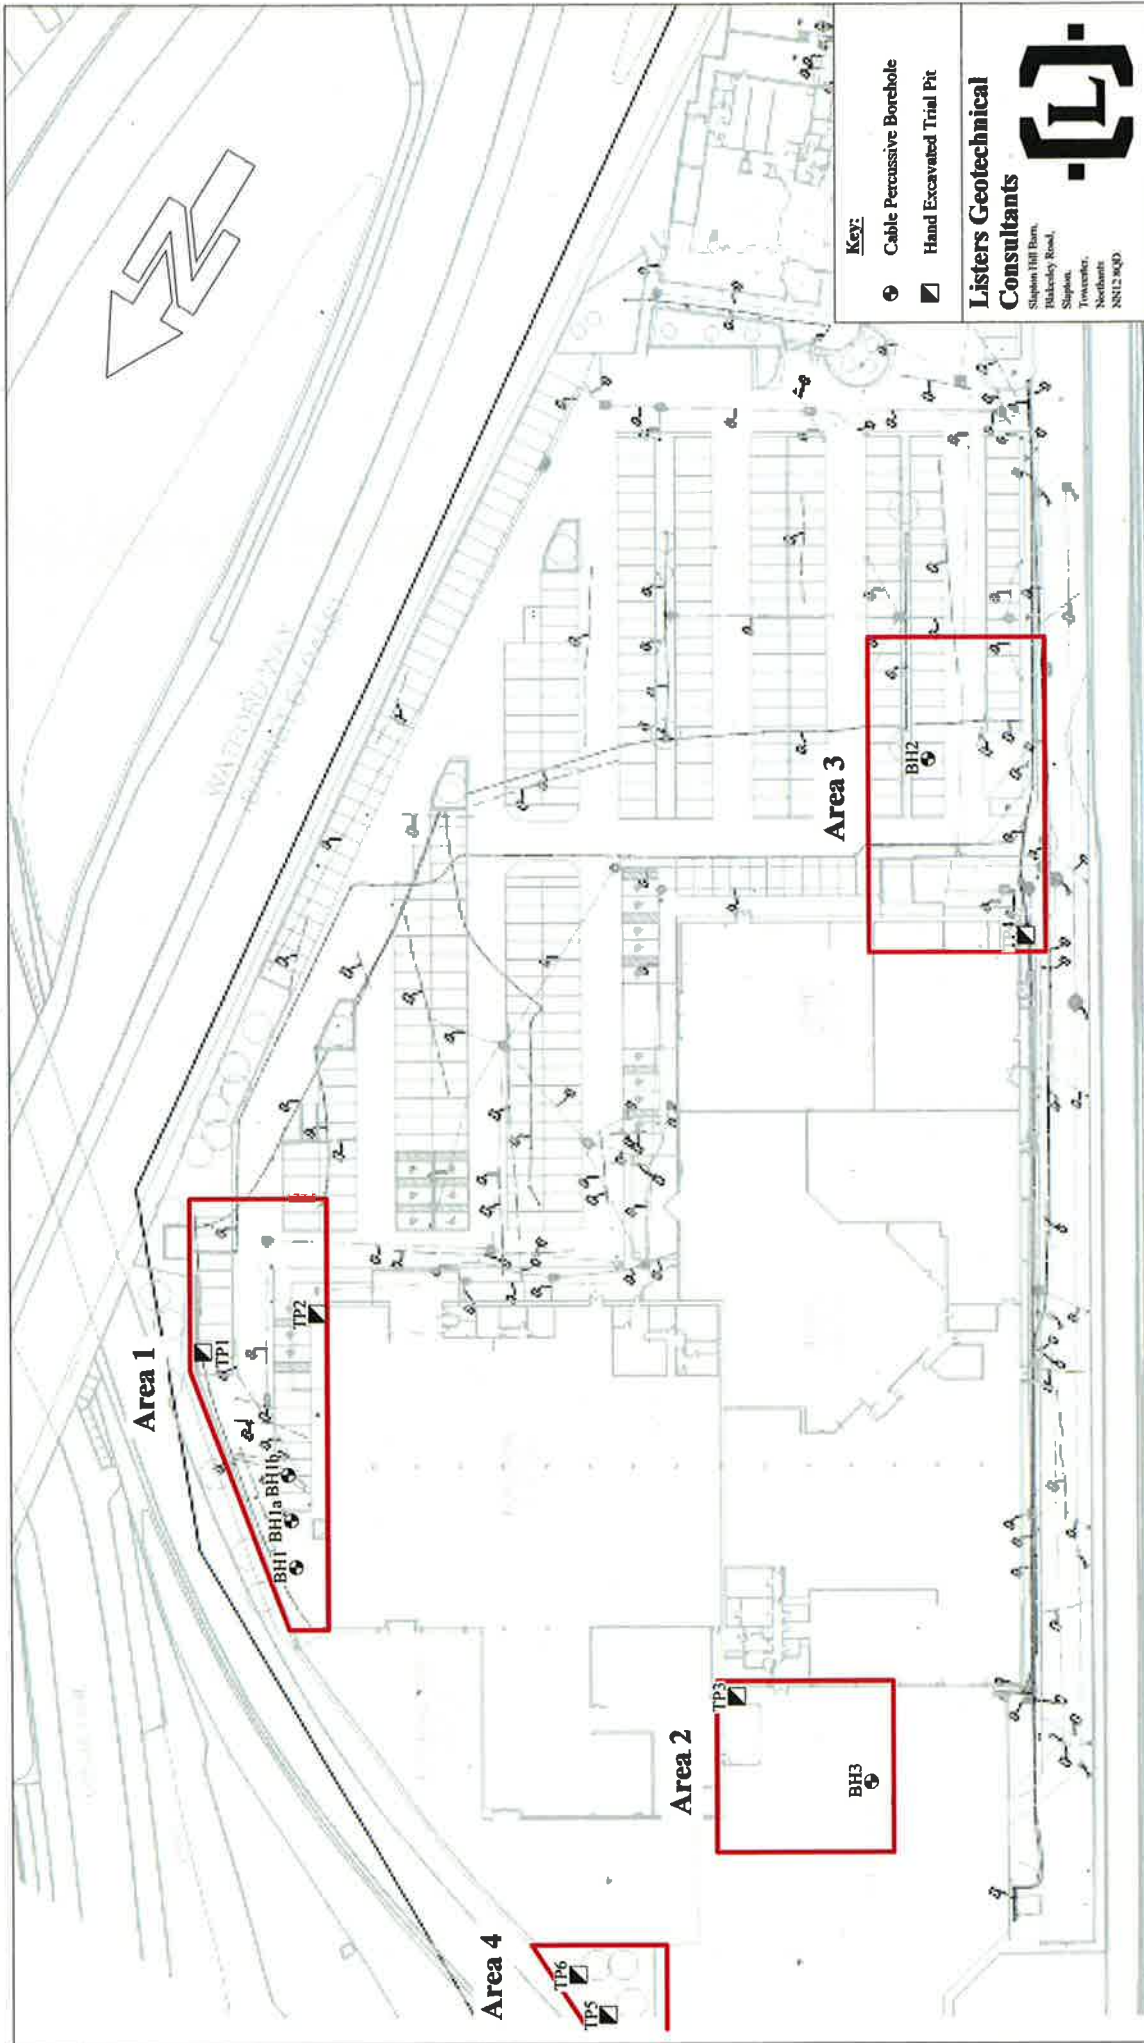 Area 1
BH1
BH1a
BH1b
TP1
TP2
Area 2
TP3
BH3
Area 3
BH2
Area 4
TP5
TP6
Key:
Cable Percussive Borehole
Hand Excavated Trial Pit
Listers Geotechnical
Consultants
Slapton Hill Barn,
Blakesley Road,
Slapton,
Towcester,
Northants
NN12 8QD
[L]